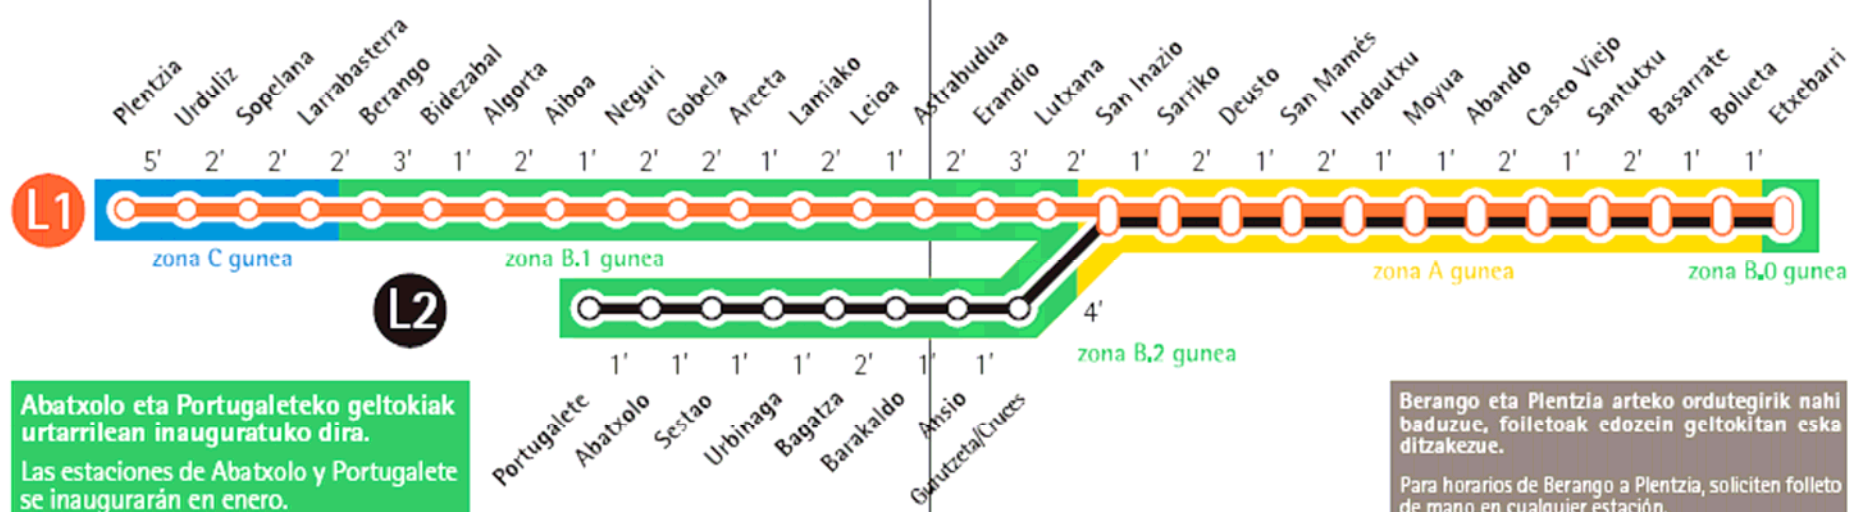 Plentzia
Urduliz
Sopelana
Larrabasterra
Berango
Bidezabal
Algorta
Aiboa
Neguri
Gobela
Areeta
Lamiako
Leioa
Astrabudua
Erandio
Lutxana
San Inazio
Sarriko
Deusto
San Mamés
Indautxu
Moyua
Abando
Casco Viejo
Santutxu
Basarrate
Bolueta
Etxebarri
5' 2' 2' 2' 3' 1' 2' 1' 2' 2' 1' 2' 1' 2' 3' 2' 1' 2' 1' 2' 1' 1' 2' 1' 2' 1' 1'
L1
zona C gunea
zona B.1 gunea
zona A gunea
zona B.0 gunea
L2
4'
zona B.2 gunea
1' 1' 1' 1' 2' 1' 1'
Portugalete
Abatxolo
Sestao
Urbinaga
Bagatza
Barakaldo
Ansio
Gurutzeta/Cruces
Abatxolo eta Portugaleteko geltokiak
urtarrilean inauguratuko dira.
Las estaciones de Abatxolo y Portugalete
se inaugurarán en enero.
Berango eta Plentzia arteko ordutegirik nahi
baduzue, foiletoak edozein geltokitan eska
ditzakezue.
Para horarios de Berango a Plentzia, soliciten folleto
de mano en cualquier estación.